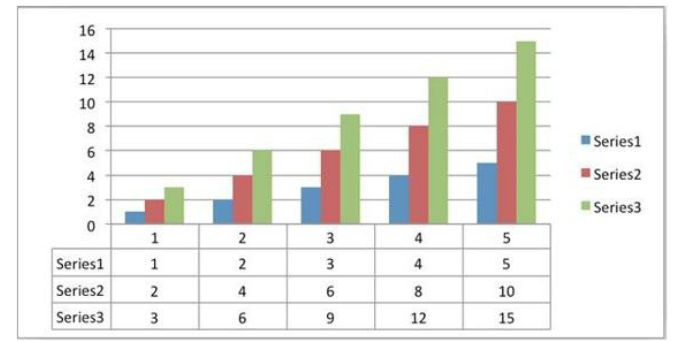 16
14
12
10
8
6
4
2
0
Series1
Series2
Series3
1 2 3 4 5
Series1 1 2 3 4 5
Series2 2 4 6 8 10
Series3 3 6 9 12 15